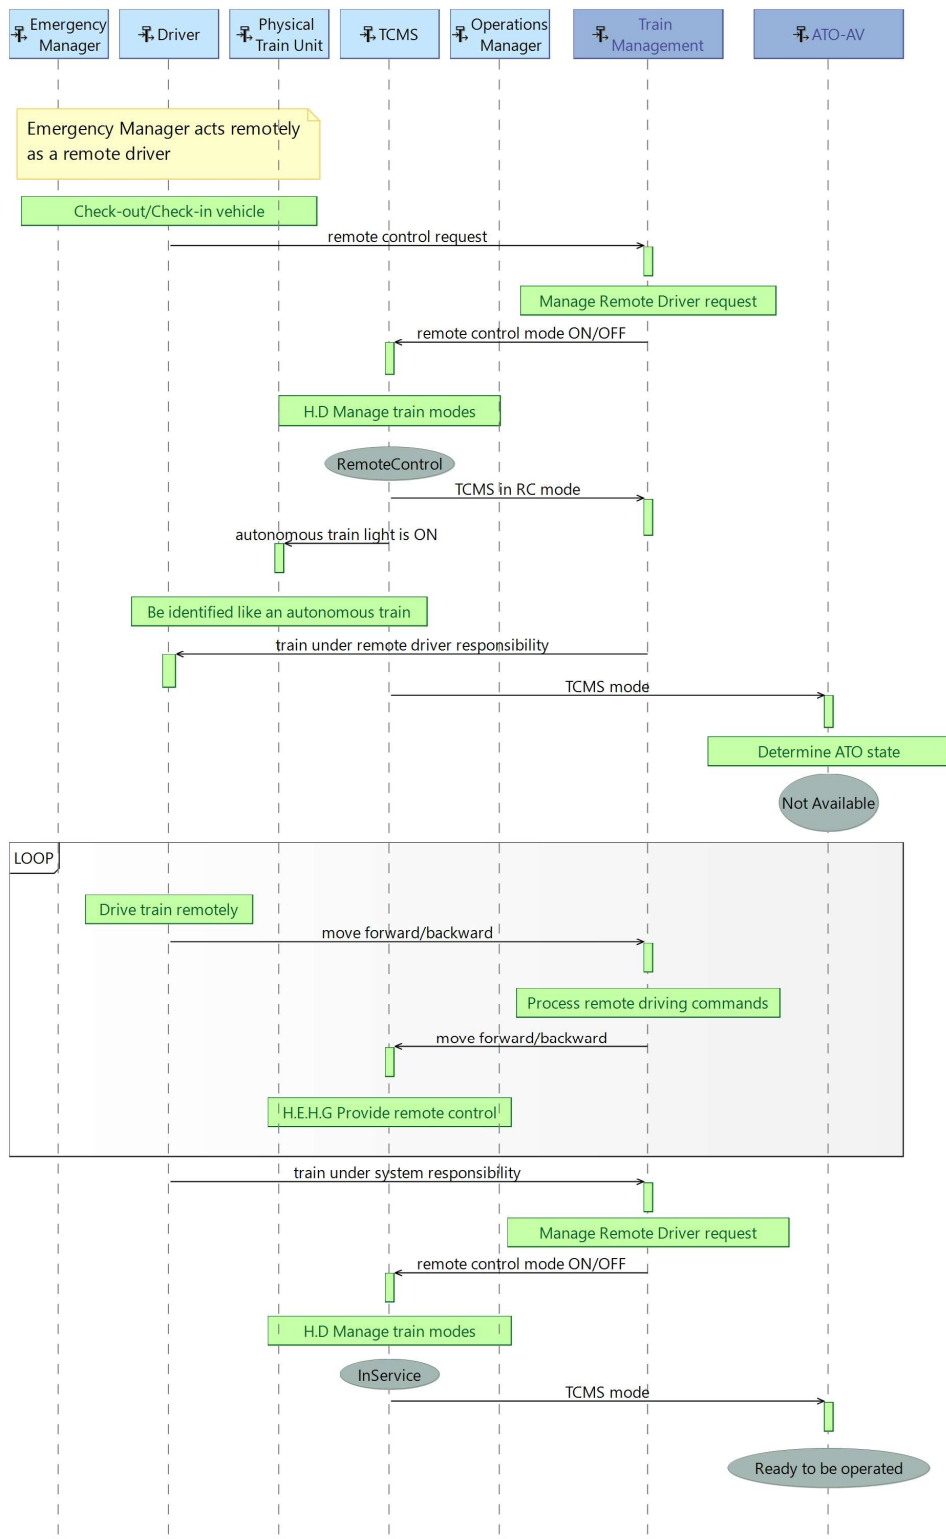 Emergency
Manager
Driver
Physical
Train Unit
TCMS
Operations
Manager
Train
Management
ATO-AV
Emergency Manager acts remotely
as a remote driver
Check-out/Check-in vehicle
remote control request
Manage Remote Driver request
remote control mode ON/OFF
H.D Manage train modes
RemoteControl
TCMS in RC mode
autonomous train light is ON
Be identified like an autonomous train
train under remote driver responsibility
TCMS mode
Determine ATO state
Not Available
LOOP
Drive train remotely
move forward/backward
Process remote driving commands
move forward/backward
H.E.H.G Provide remote control
train under system responsibility
Manage Remote Driver request
remote control mode ON/OFF
H.D Manage train modes
InService
TCMS mode
Ready to be operated